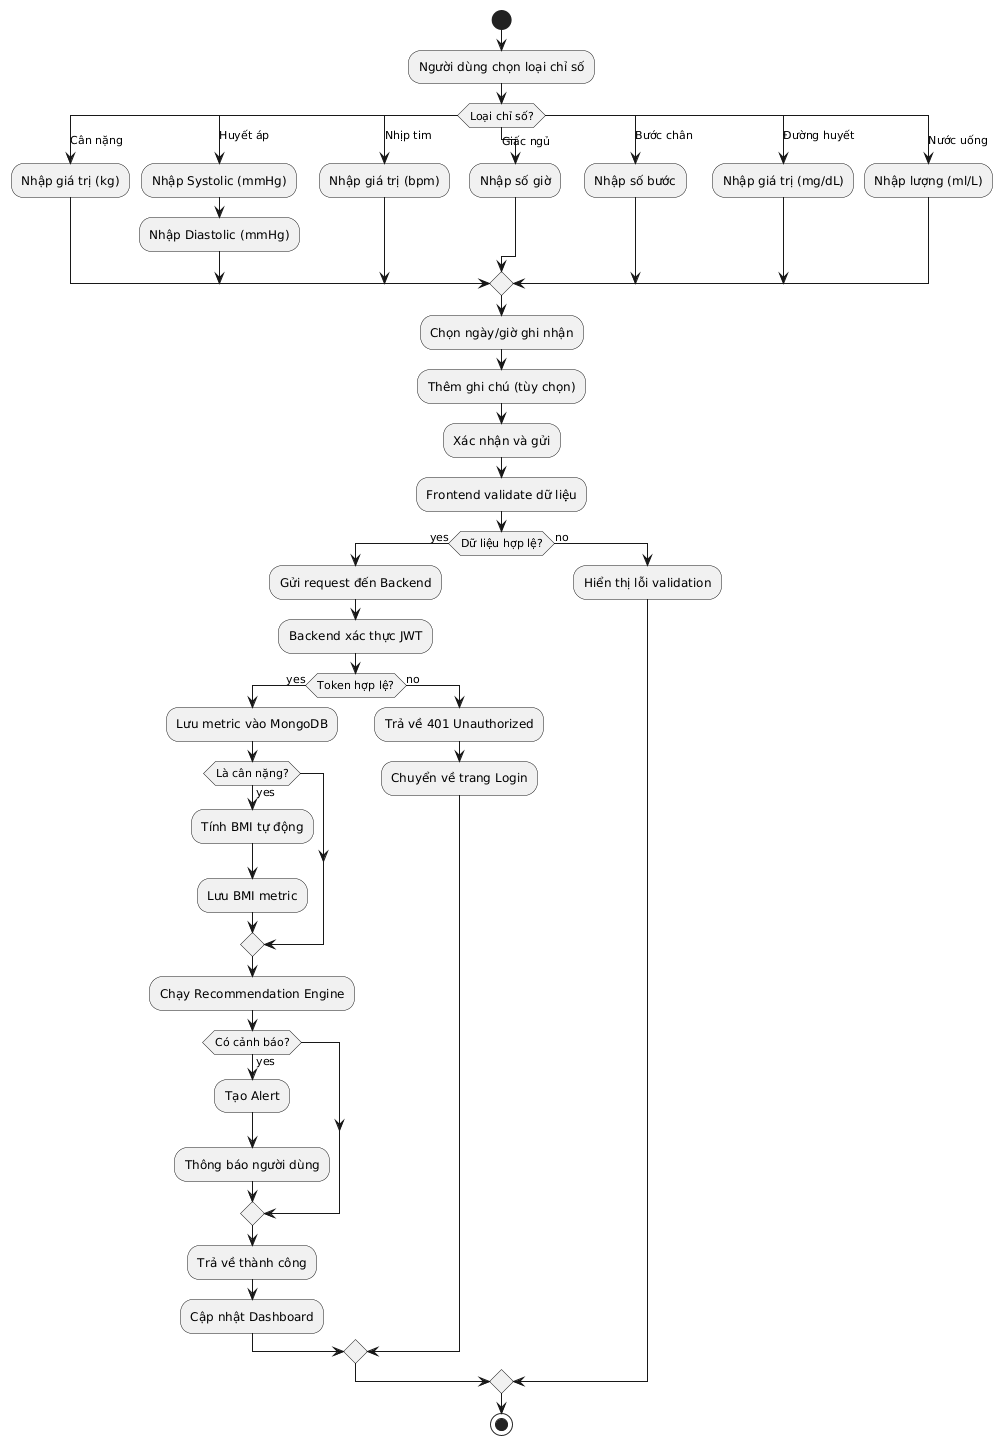 Người dùng chọn loại chỉ số
Loại chỉ số?
Cân nặng
Huyết áp
Nhịp tim
Giấc ngủ
Bước chân
Đường huyết
Nước uống
Nhập giá trị (kg)
Nhập Systolic (mmHg)
Nhập giá trị (bpm)
Nhập số giờ
Nhập số bước
Nhập giá trị (mg/dL)
Nhập lượng (ml/L)
Nhập Diastolic (mmHg)
Chọn ngày/giờ ghi nhận
Thêm ghi chú (tùy chọn)
Xác nhận và gửi
Frontend validate dữ liệu
yes
Dữ liệu hợp lệ?
no
Gửi request đến Backend
Hiển thị lỗi validation
Backend xác thực JWT
yes
Token hợp lệ?
no
Lưu metric vào MongoDB
Trả về 401 Unauthorized
Là cân nặng?
Chuyển về trang Login
yes
Tính BMI tự động
Lưu BMI metric
Chạy Recommendation Engine
Có cảnh báo?
yes
Tạo Alert
Thông báo người dùng
Trả về thành công
Cập nhật Dashboard